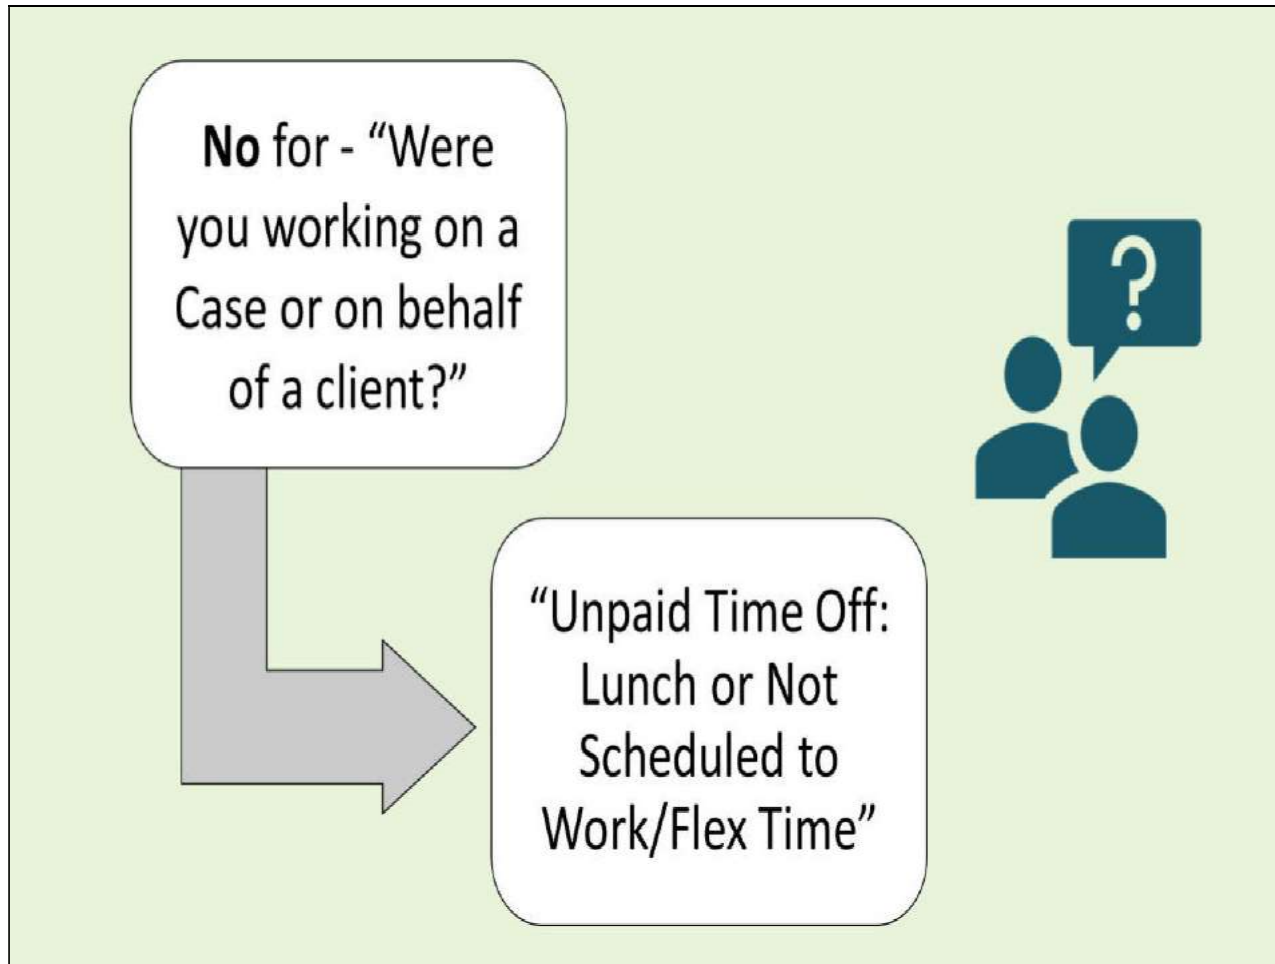 No for - “Were
you working on a
Case or on behalf
of a client?”
?
“Unpaid Time Off:
Lunch or Not
Scheduled to
Work/Flex Time”